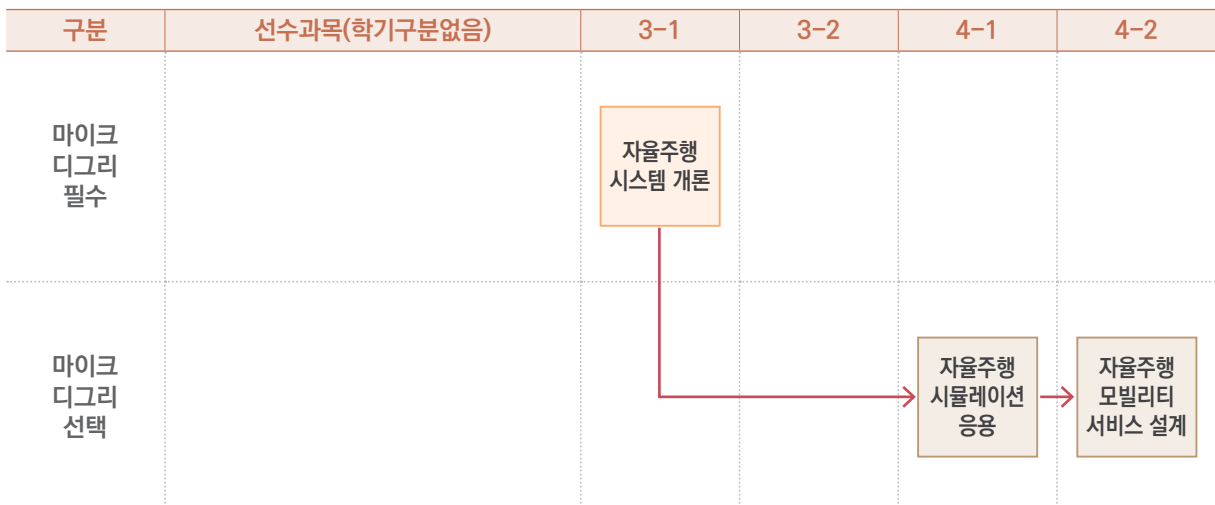 구분 선수과목(학기구분없음) 3-1 3-2 4-1 4-2
마이크
디그리
필수
자율주행
시스템 개론
마이크
디그리
선택
자율주행
시뮬레이션
응용
자율주행
모빌리티
서비스 설계